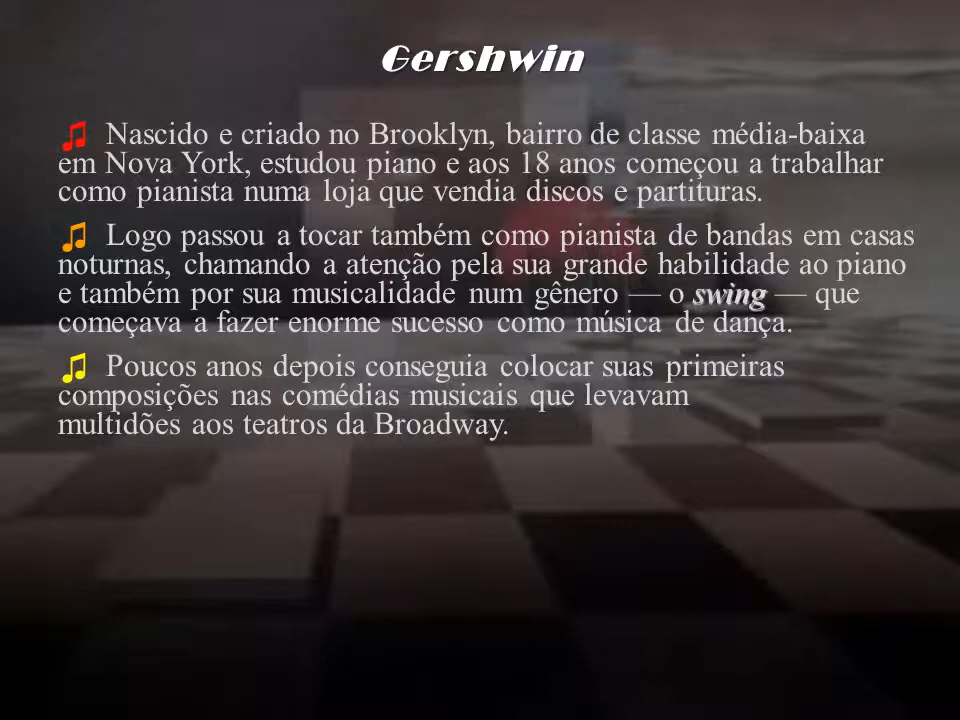 Gershwin
♫ Nascido e criado no Brooklyn, bairro de classe média-baixa
em Nova York, estudou piano e aos 18 anos começou a trabalhar
como pianista numa loja que vendia discos e partituras.
♫ Logo passou a tocar também como pianista de bandas em casas
noturnas, chamando a atenção pela sua grande habilidade ao piano
e também por sua musicalidade num gênero — o swing — que
começava a fazer enorme sucesso como música de dança.
♫ Poucos anos depois conseguia colocar suas primeiras
composições nas comédias musicais que levavam
multidões aos teatros da Broadway.